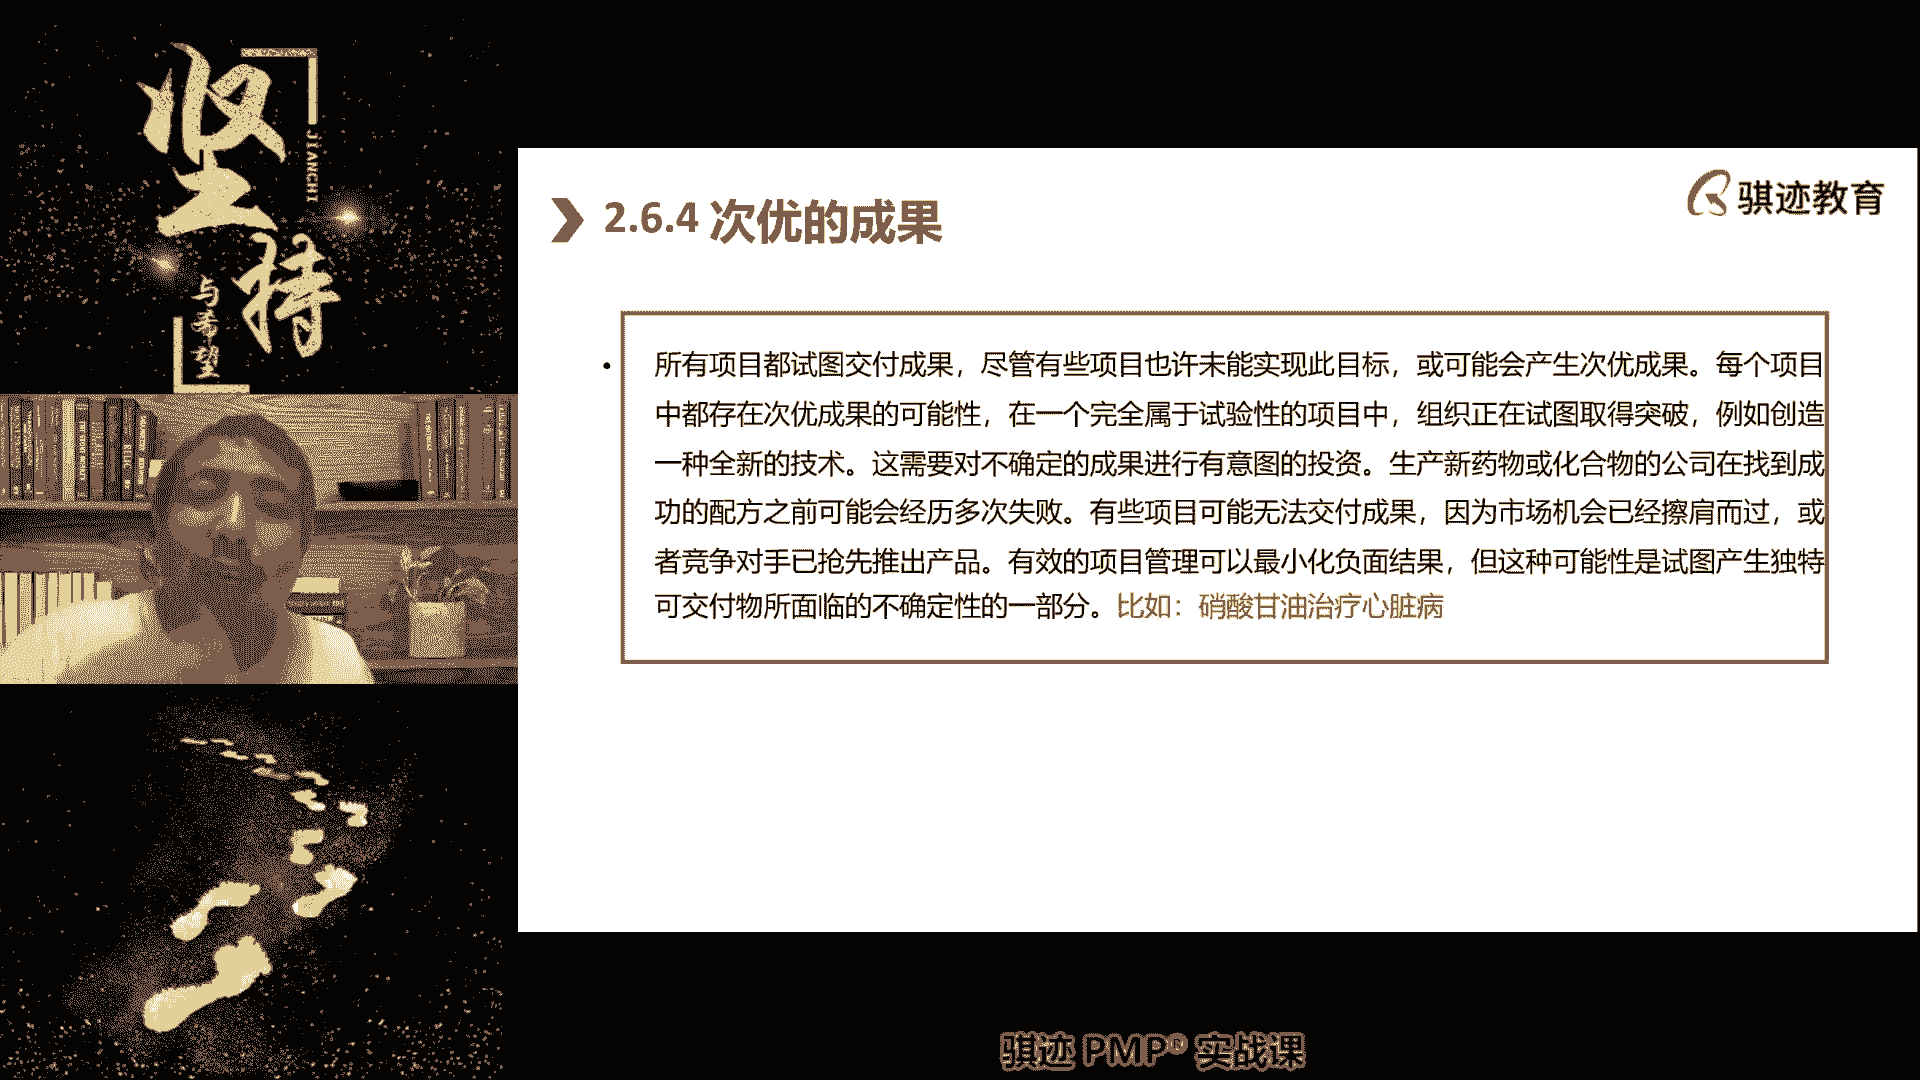 坚持
JIANCHI
与希望
骐迹教育
2.6.4 次优的成果
• 所有项目都试图交付成果，尽管有些项目也许未能实现此目标，或可能会产生次优成果。每个项目
中都存在次优成果的可能性，在一个完全属于试验性的项目中，组织正在试图取得突破，例如创造
一种全新的技术。这需要对不确定的成果进行有意图的投资。生产新药物或化合物的公司在找到成
功的配方之前可能会经历多次失败。有些项目可能无法交付成果，因为市场机会已经擦肩而过，或
者竞争对手已抢先推出产品。有效的项目管理可以最小化负面结果，但这种可能性是试图产生独特
可交付物所面临的不确定性的一部分。比如：硝酸甘油治疗心脏病
骐迹 PMP® 实战课